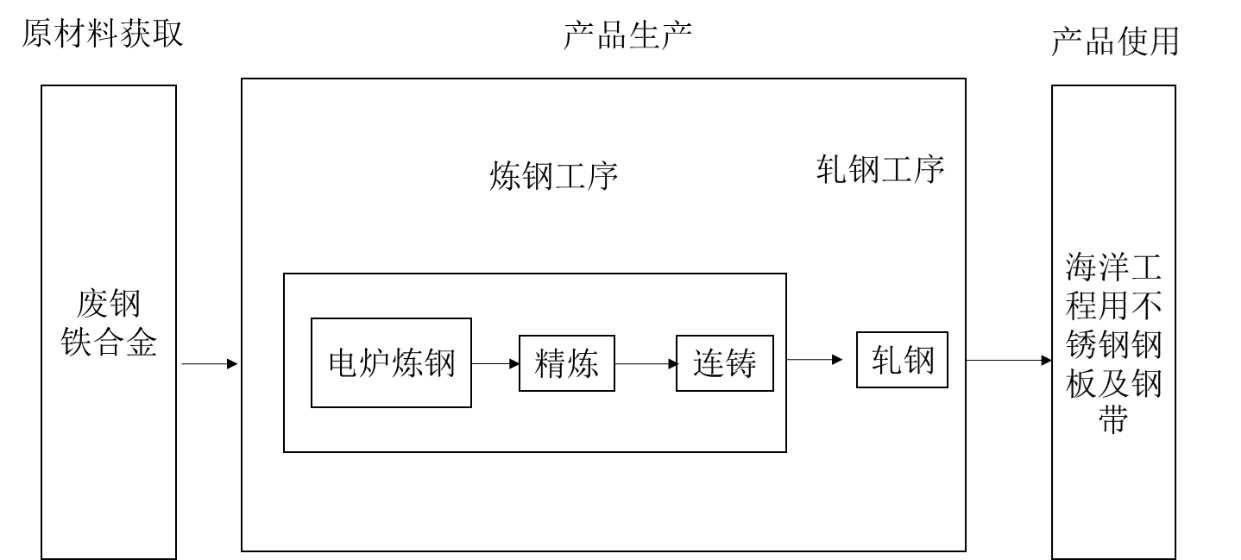 原材料获取
产品生产
产品使用
炼钢工序
轧钢工序
废钢
铁合金
电炉炼钢
精炼
连铸
轧钢
海洋工
程用不
锈钢钢
板及钢
带